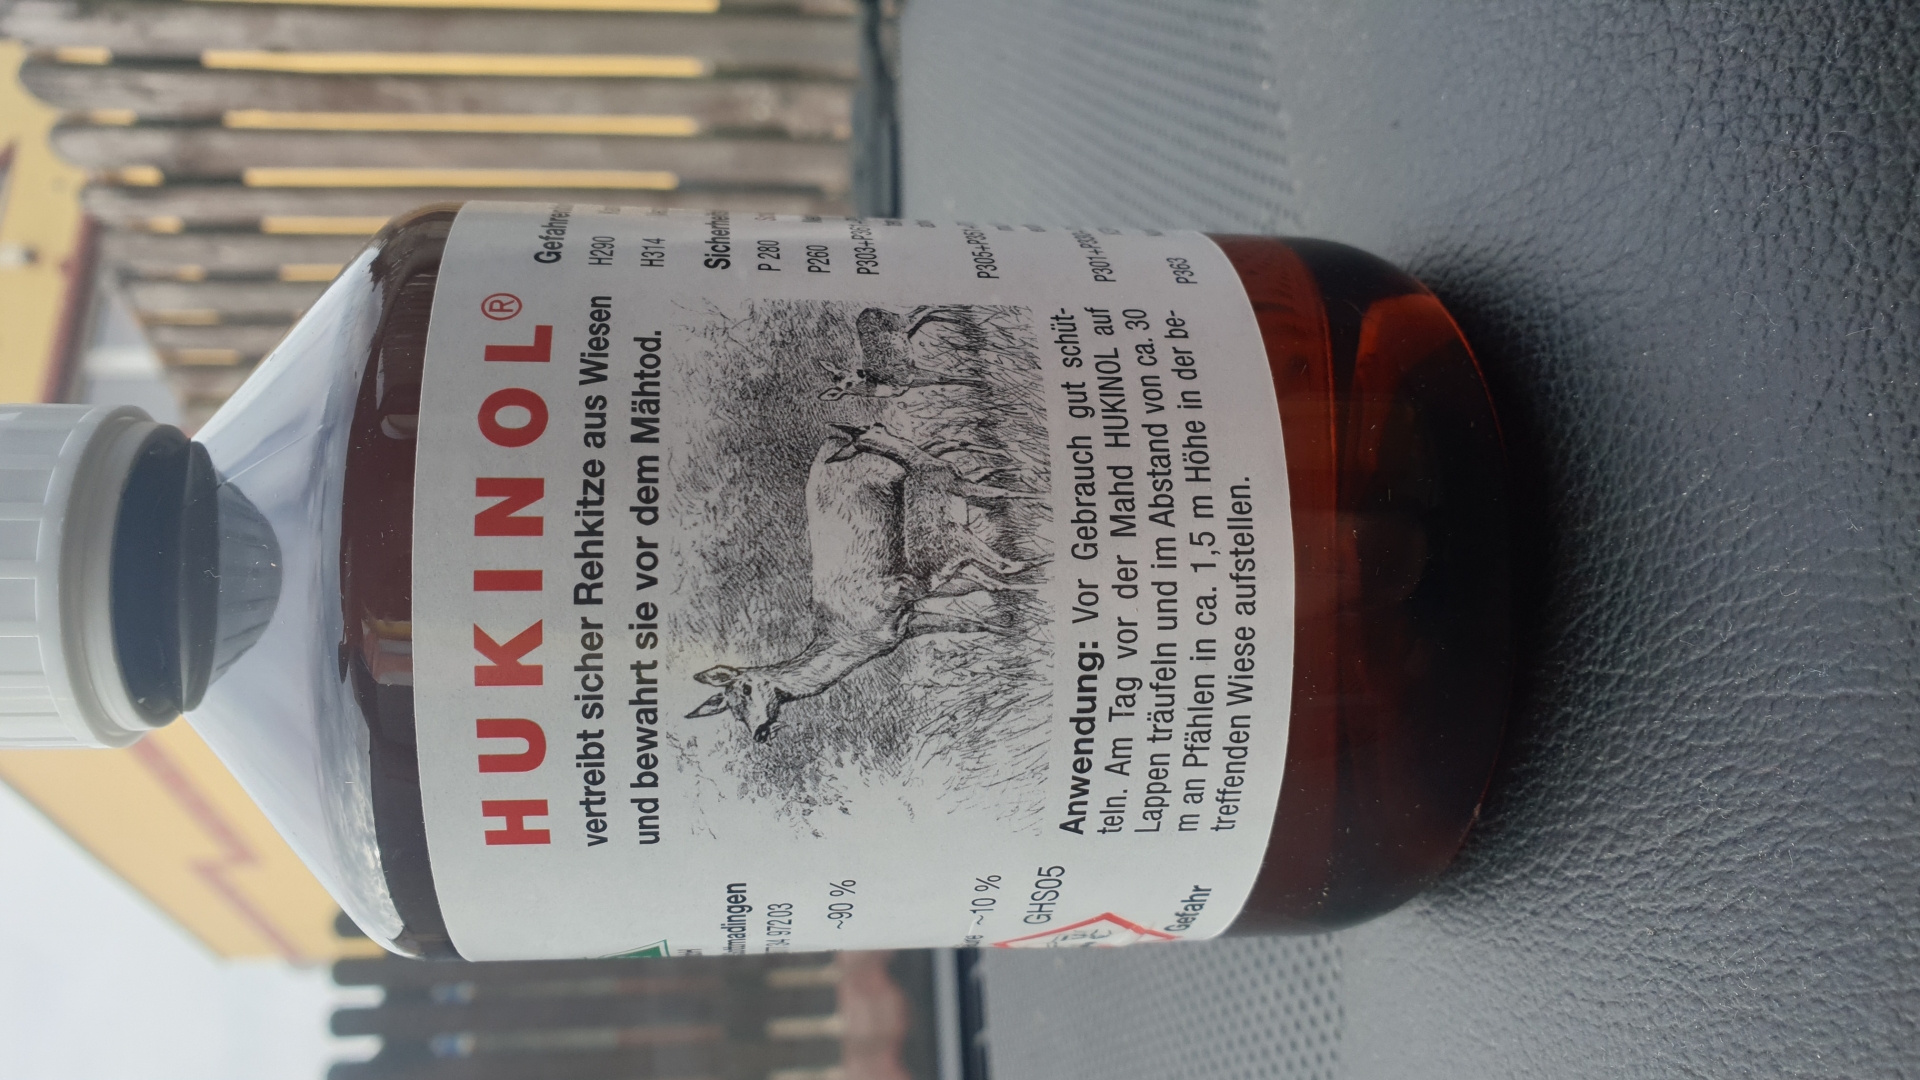 HUKINOL®
vertreibt sicher Rehkitze aus Wiesen
und bewahrt sie vor dem Mähtod.
Anwendung: Vor Gebrauch gut schüt-
teln. Am Tag vor der Mahd HUKINOL auf
Lappen träufeln und im Abstand von ca. 30
m an Pfählen in ca. 1,5 m Höhe in der be-
treffenden Wiese aufstellen.
97203
~90 %
~10 %
GHS05
Gefahr
H290
H314
P 280
P260
P363